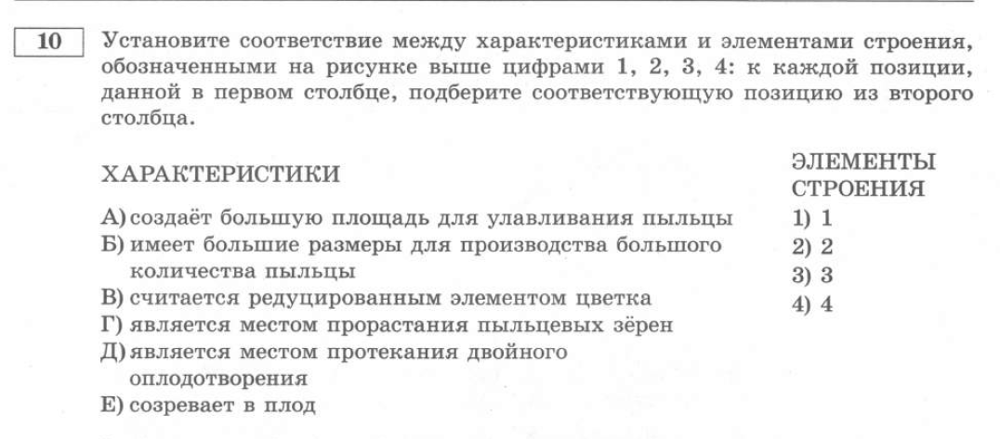 10 Установите соответствие между характеристиками и элементами строения,
обозначенными на рисунке выше цифрами 1, 2, 3, 4: к каждой позиции,
данной в первом столбце, подберите соответствующую позицию из второго
столбца.
ХАРАКТЕРИСТИКИ
А) создаёт большую площадь для улавливания пыльцы
Б) имеет большие размеры для производства большого
количества пыльцы
В) считается редуцированным элементом цветка
Г) является местом прорастания пыльцевых зёрен
Д) является местом протекания двойного
оплодотворения
Е) созревает в плод
ЭЛЕМЕНТЫ
СТРОЕНИЯ
1) 1
2) 2
3) 3
4) 4